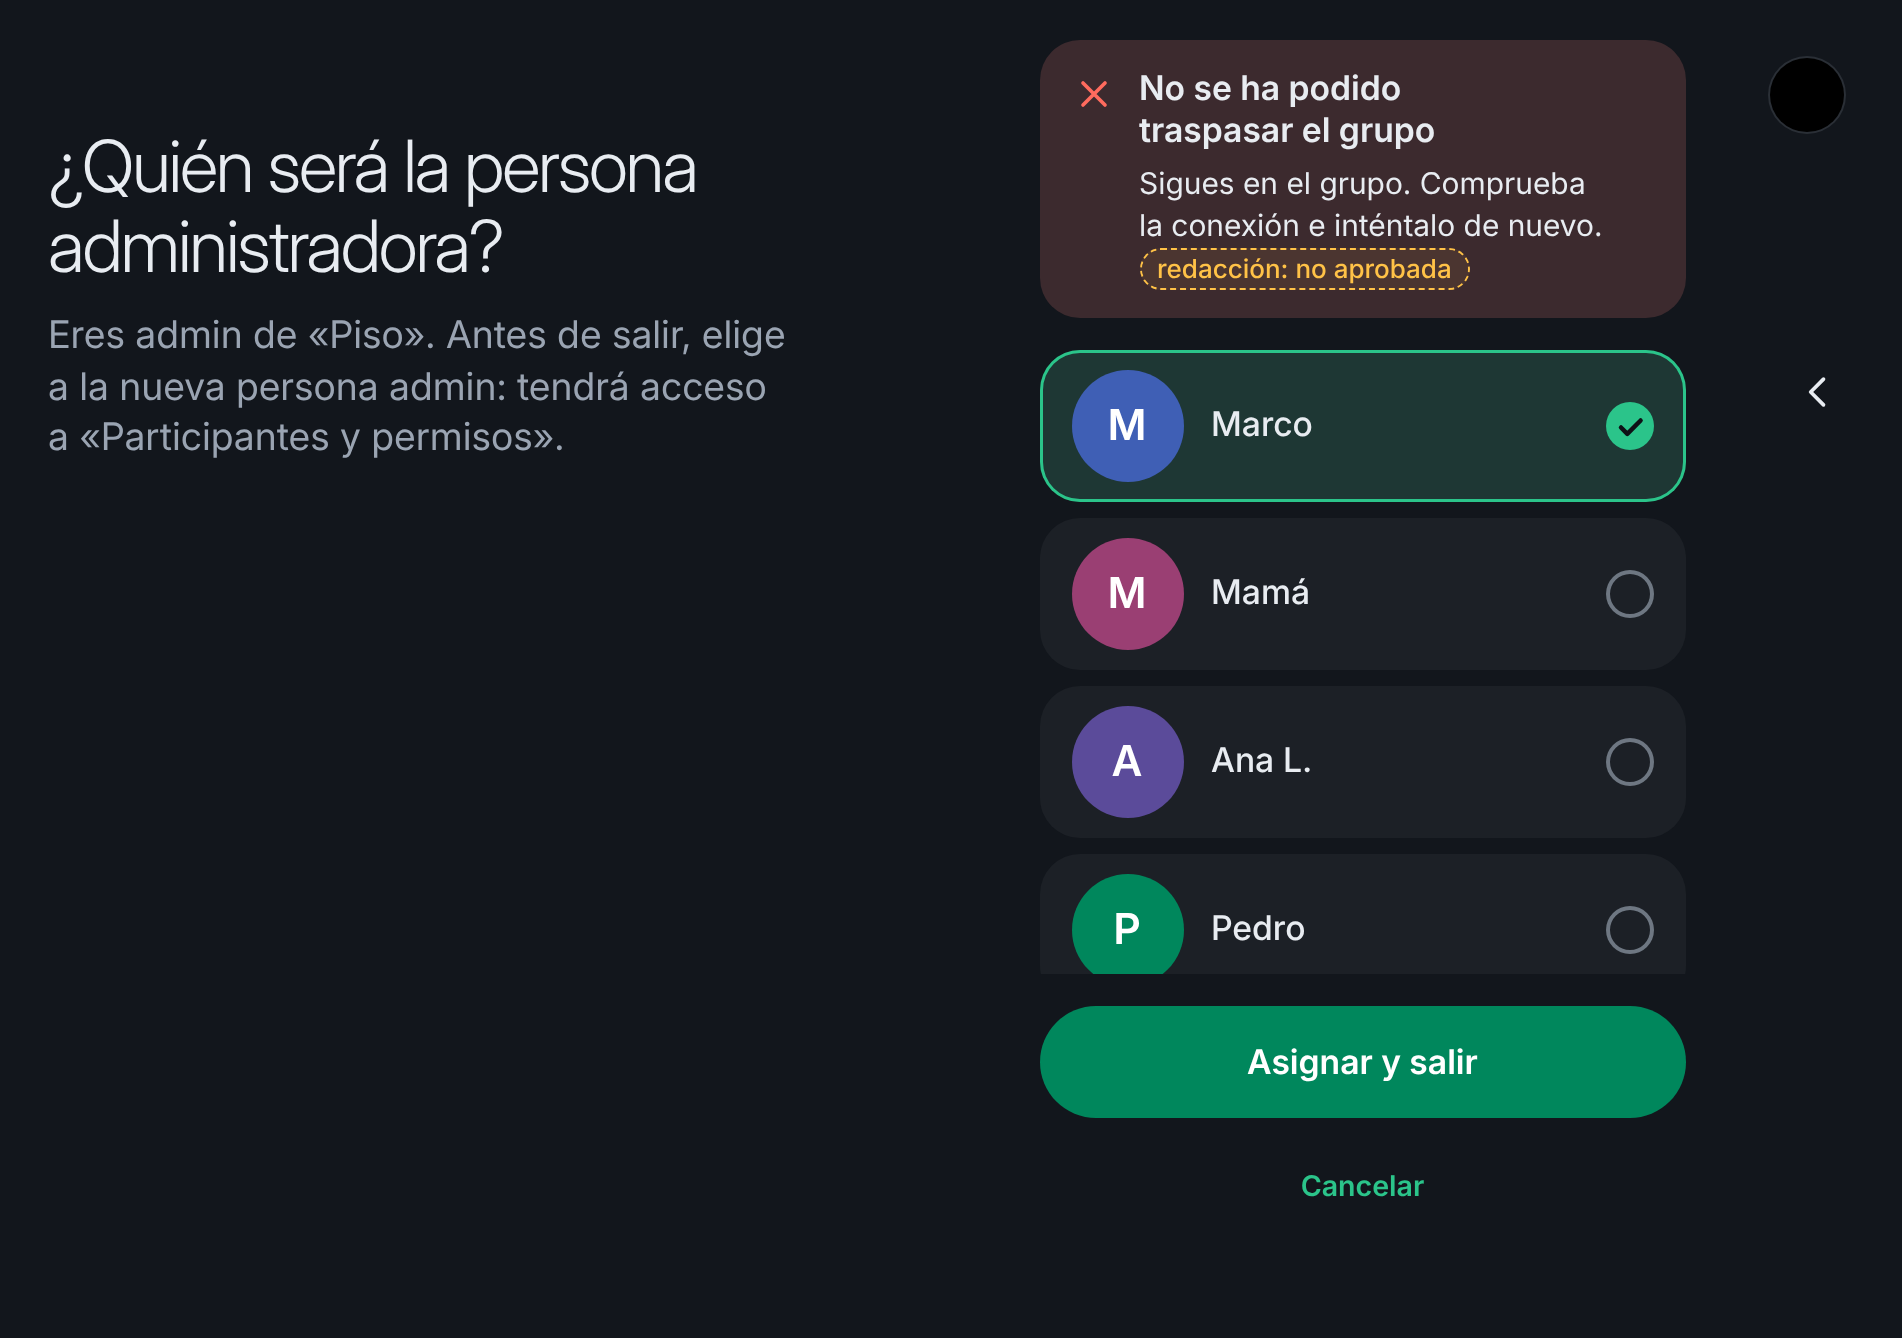 ¿Quién será la persona
administradora?
Eres admin de «Piso». Antes de salir, elige
a la nueva persona admin: tendrá acceso
a «Participantes y permisos».
No se ha podido
traspasar el grupo
Sigues en el grupo. Comprueba
la conexión e inténtalo de nuevo.
redacción: no aprobada
M Marco
M Mamá
A Ana L.
P Pedro
Asignar y salir
Cancelar